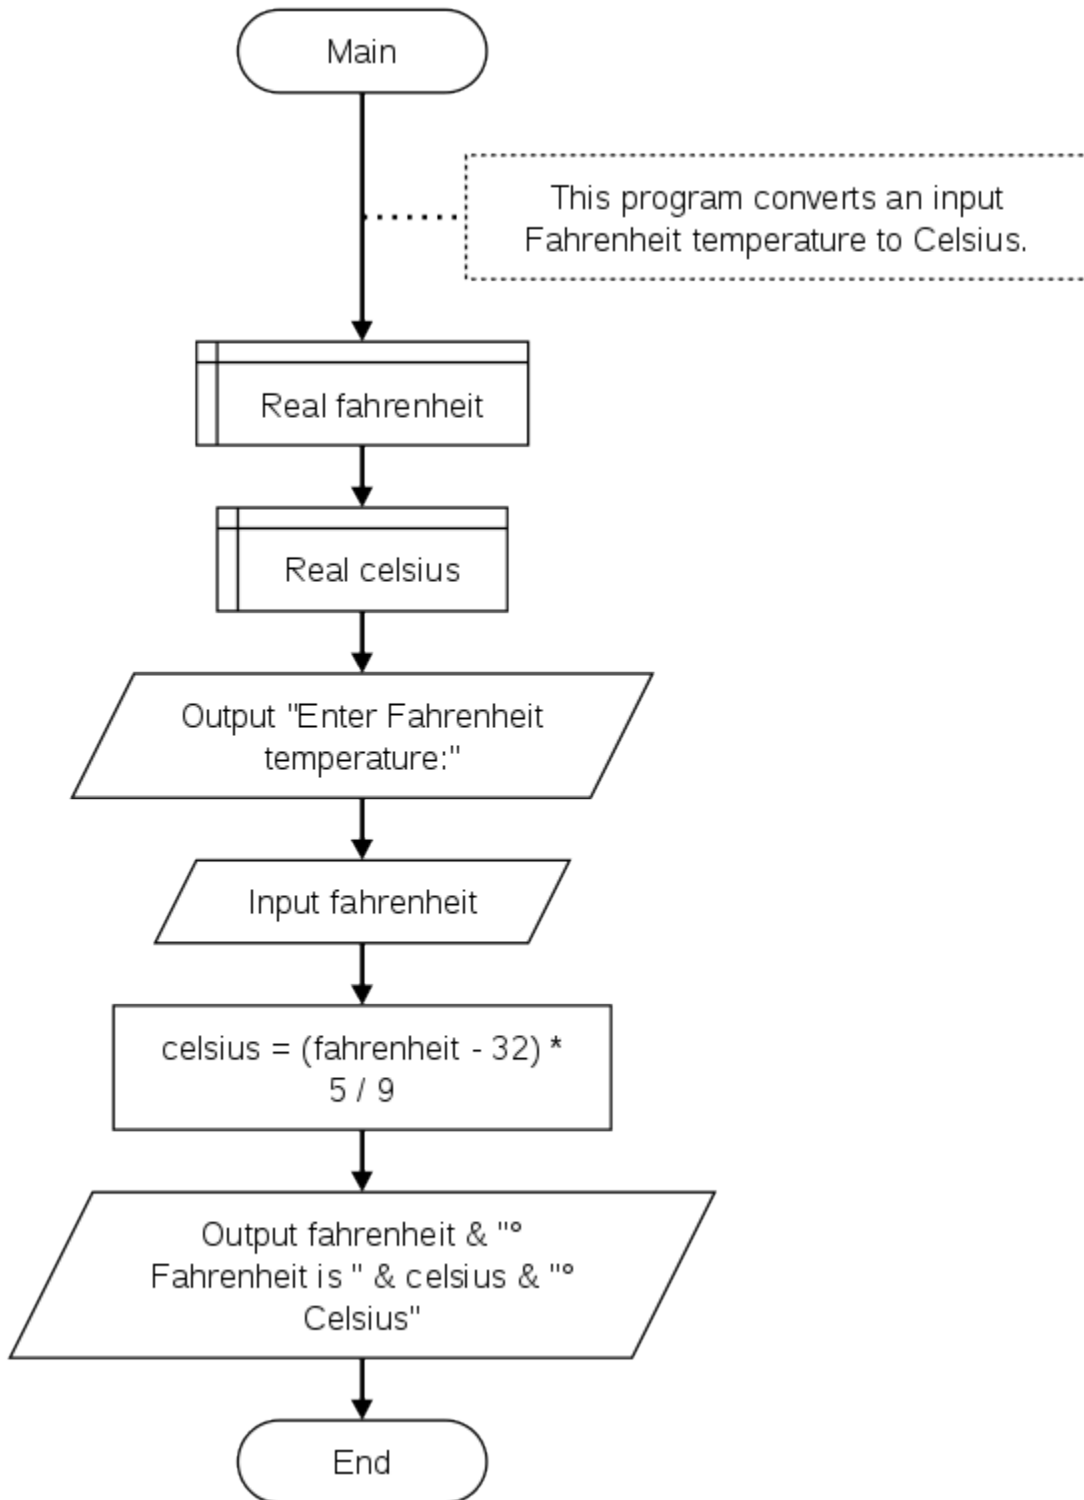 Main
This program converts an input
Fahrenheit temperature to Celsius.
Real fahrenheit
Real celsius
Output "Enter Fahrenheit
temperature:"
Input fahrenheit
celsius = (fahrenheit - 32) *
5 / 9
Output fahrenheit & "°
Fahrenheit is " & celsius & "°
Celsius"
End